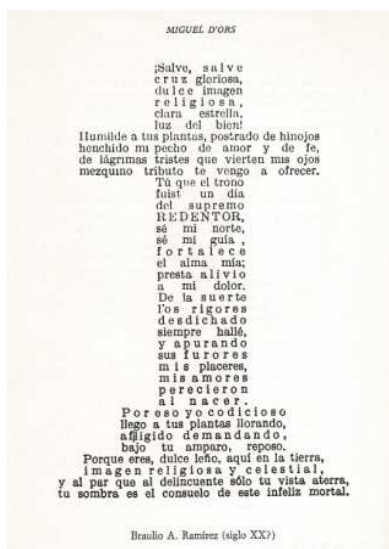 MIGUEL D'ORS
¡Salve, salve
cruz gloriosa,
dulce imagen
religiosa,
clara estrella,
luz del bien!
Humilde a tus plantas, postrado de hinojos
henchido mi pecho de amor y de fe,
de lágrimas tristes que vierten mis ojos
mezquino tributo te vengo a ofrecer.
Tú que el trono
fuist un día
del supremo
REDENTOR,
sé mi norte,
sé mi guía,
fortalece
el alma mía;
presta alivio
a mi dolor.
De la suerte
los rigores
desdichado
siempre hallé,
y apurando
sus furores
mis placeres,
mis amores
perecieron
al nacer.
Por eso yo codicioso
llego a tus plantas llorando,
afligido demandando,
bajo tu amparo, reposo.
Porque eres, dulce leño, aquí en la tierra,
imagen religiosa y celestial,
y al par que al delincuente sólo tu vista aterra,
tu sombra es el consuelo de este infeliz mortal.
Braulio A. Ramírez (siglo XX?)